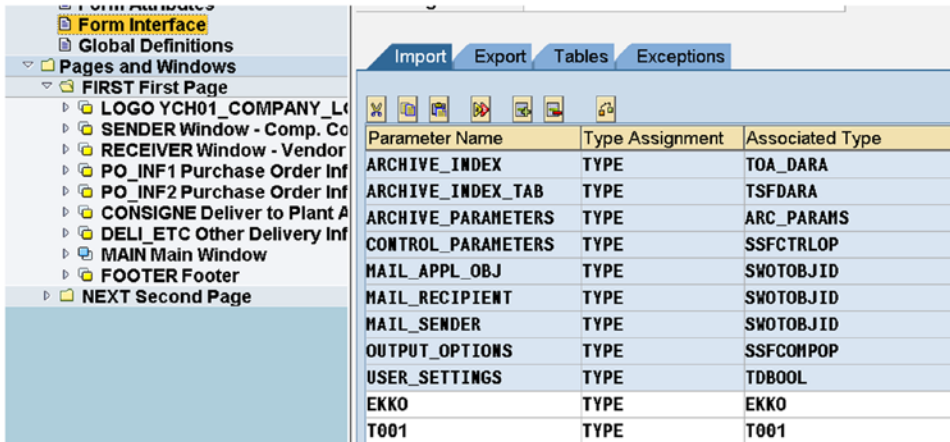 Form Attributes
Form Interface
Global Definitions
Pages and Windows
FIRST First Page
LOGO YCH01_COMPANY_L
SENDER Window - Comp. Co
RECEIVER Window - Vendor
PO_INF1 Purchase Order Inf
PO_INF2 Purchase Order Inf
CONSIGNE Deliver to Plant A
DELI_ETC Other Delivery Inf
MAIN Main Window
FOOTER Footer
NEXT Second Page
Import Export Tables Exceptions
Parameter Name Type Assignment Associated Type
ARCHIVE_INDEX TYPE TOA_DARA
ARCHIVE_INDEX_TAB TYPE TSFDARA
ARCHIVE_PARAMETERS TYPE ARC_PARAMS
CONTROL_PARAMETERS TYPE SSFCTRLOP
MAIL_APPL_OBJ TYPE SWOTOBJID
MAIL_RECIPIENT TYPE SWOTOBJID
MAIL_SENDER TYPE SWOTOBJID
OUTPUT_OPTIONS TYPE SSFCOMPOP
USER_SETTINGS TYPE TDBOOL
EKKO TYPE EKKO
T001 TYPE T001